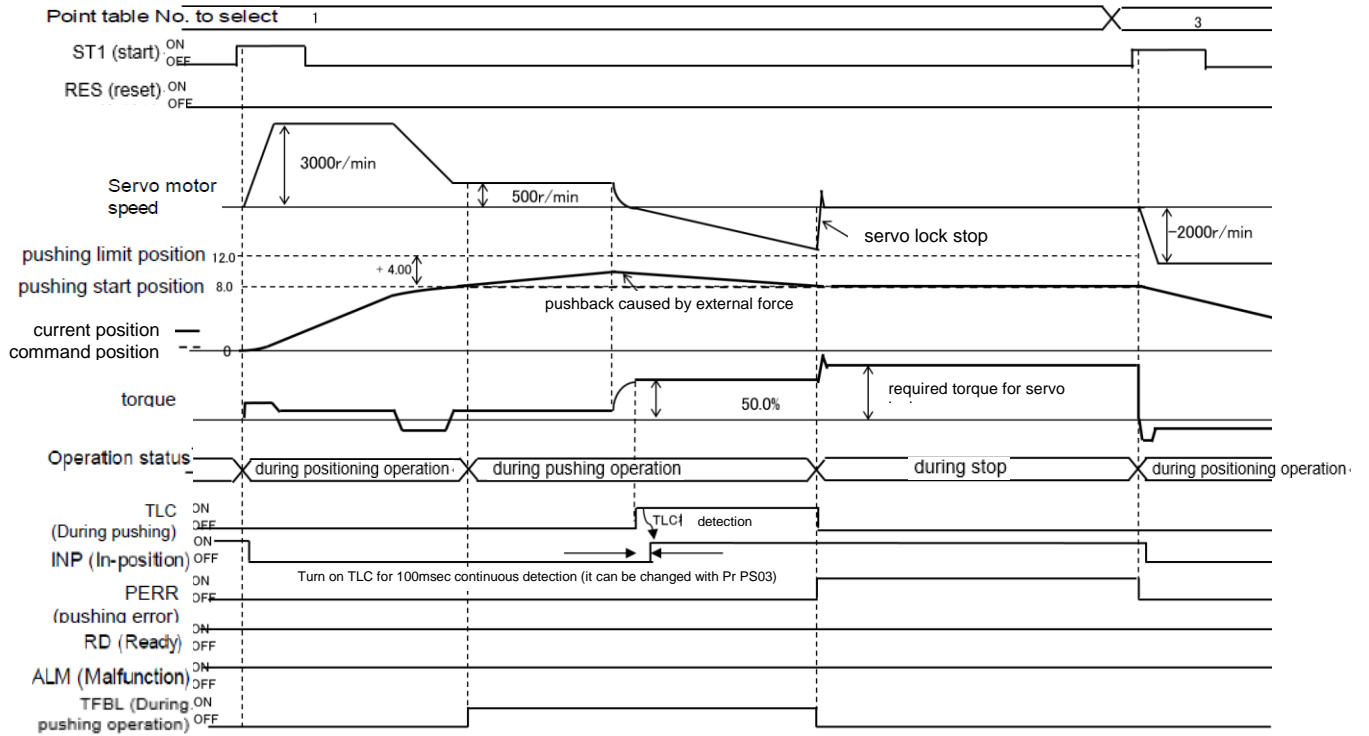 Point table No. to select
1
3
ST1 (start)
ON
OFF
RES (reset)
ON
OFF
3000r/min
Servo motor
speed
500r/min
servo lock stop
-2000r/min
pushing limit position
12.0
+ 4.00
pushing start position
8.0
pushback caused by external force
current position
command position
0
torque
50.0%
required torque for servo
Operation status
during positioning operation
during pushing operation
during stop
during positioning operation
TLC
(During pushing)
ON
OFF
TLC
detection
INP (In-position)
ON
OFF
Turn on TLC for 100msec continuous detection (it can be changed with Pr PS03)
PERR
(pushing error)
ON
OFF
RD (Ready)
ON
OFF
ALM (Malfunction)
ON
OFF
TFBL (During
pushing operation)
ON
OFF